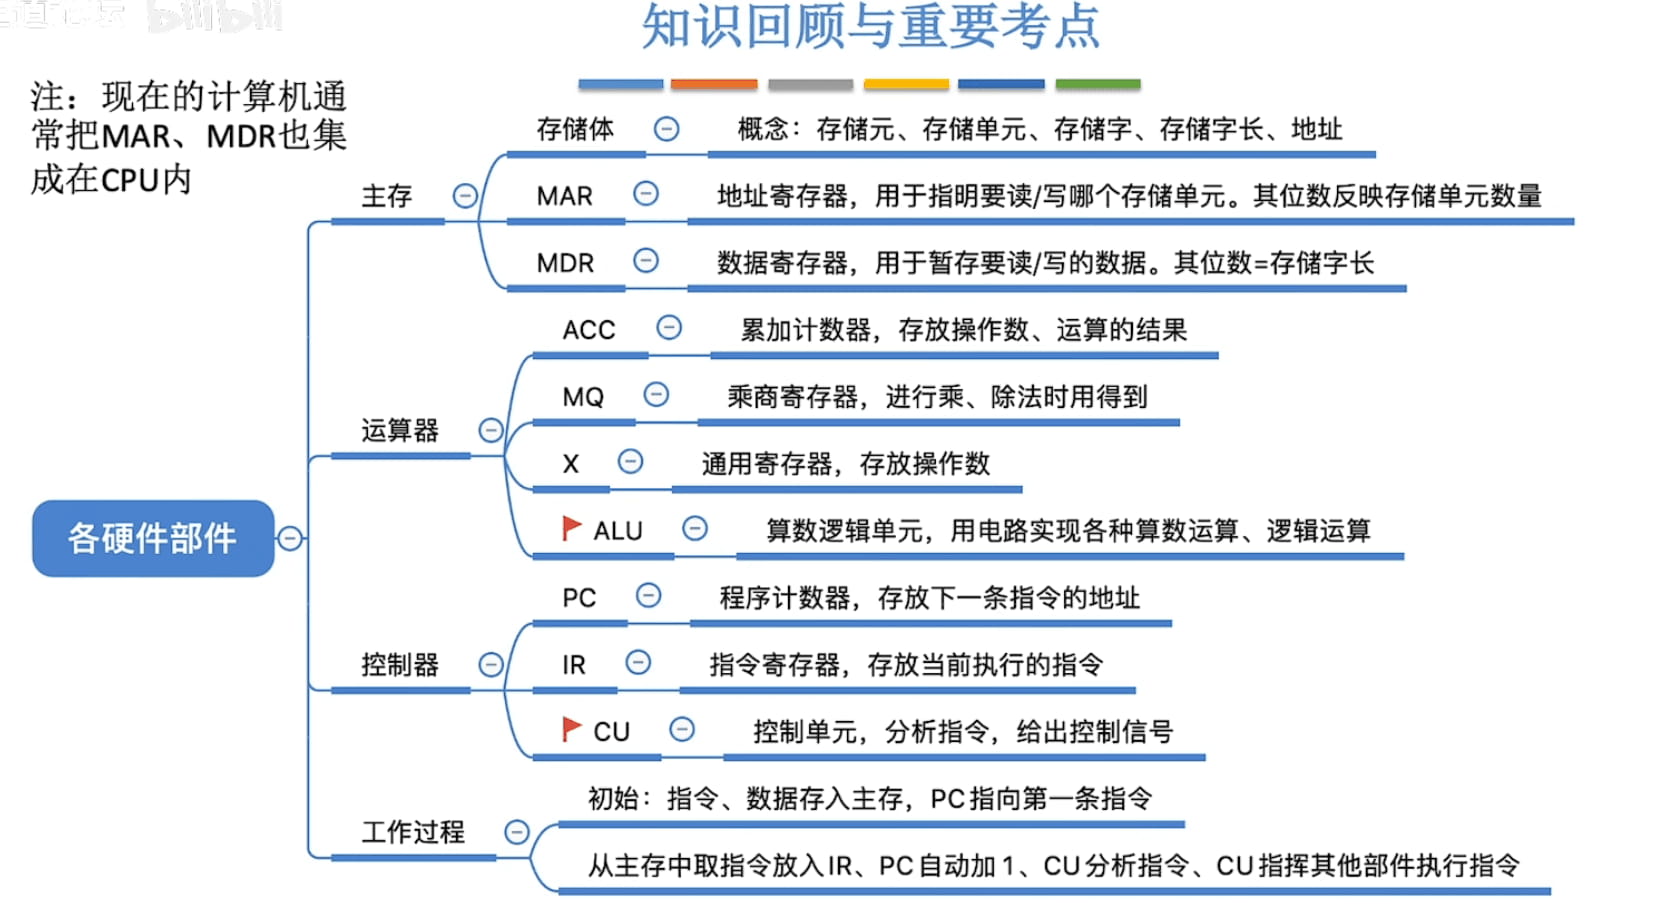 bilibili
知识回顾与重要考点
注：现在的计算机通
常把MAR、MDR也集
成在CPU内
存储体
概念：存储元、存储单元、存储字、存储字长、地址
主存
MAR
地址寄存器，用于指明要读/写哪个存储单元。其位数反映存储单元数量
MDR
数据寄存器，用于暂存要读/写的数据。其位数=存储字长
ACC
累加计数器，存放操作数、运算的结果
MQ
乘商寄存器，进行乘、除法时用得到
运算器
X
通用寄存器，存放操作数
ALU
算数逻辑单元，用电路实现各种算数运算、逻辑运算
各硬件部件
PC
程序计数器，存放下一条指令的地址
控制器
IR
指令寄存器，存放当前执行的指令
CU
控制单元，分析指令，给出控制信号
初始：指令、数据存入主存，PC指向第一条指令
工作过程
从主存中取指令放入IR、PC自动加1、CU分析指令、CU指挥其他部件执行指令